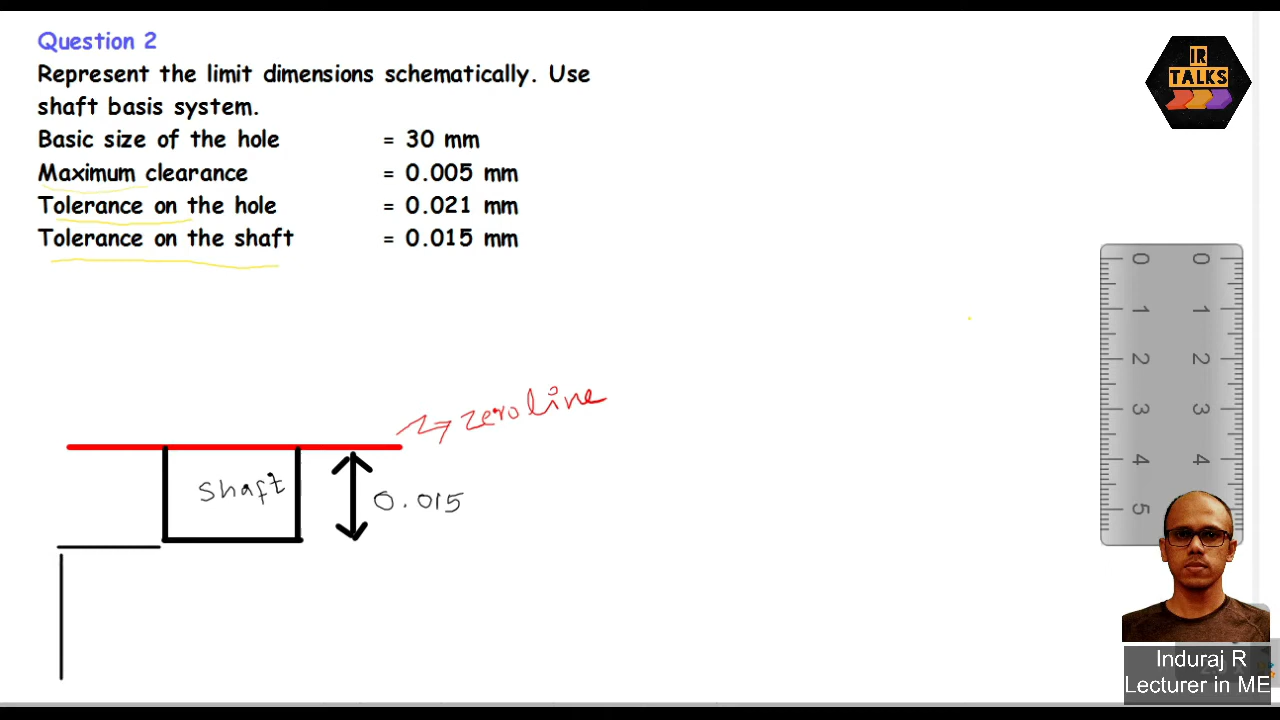 Question 2
Represent the limit dimensions schematically. Use
shaft basis system.
Basic size of the hole = 30 mm
Maximum clearance = 0.005 mm
Tolerance on the hole = 0.021 mm
Tolerance on the shaft = 0.015 mm
IR
TALKS
0 0
1 1
2 2
3 3
4 4
5
zero line
shaft
0.015
Induraj R
Lecturer in ME